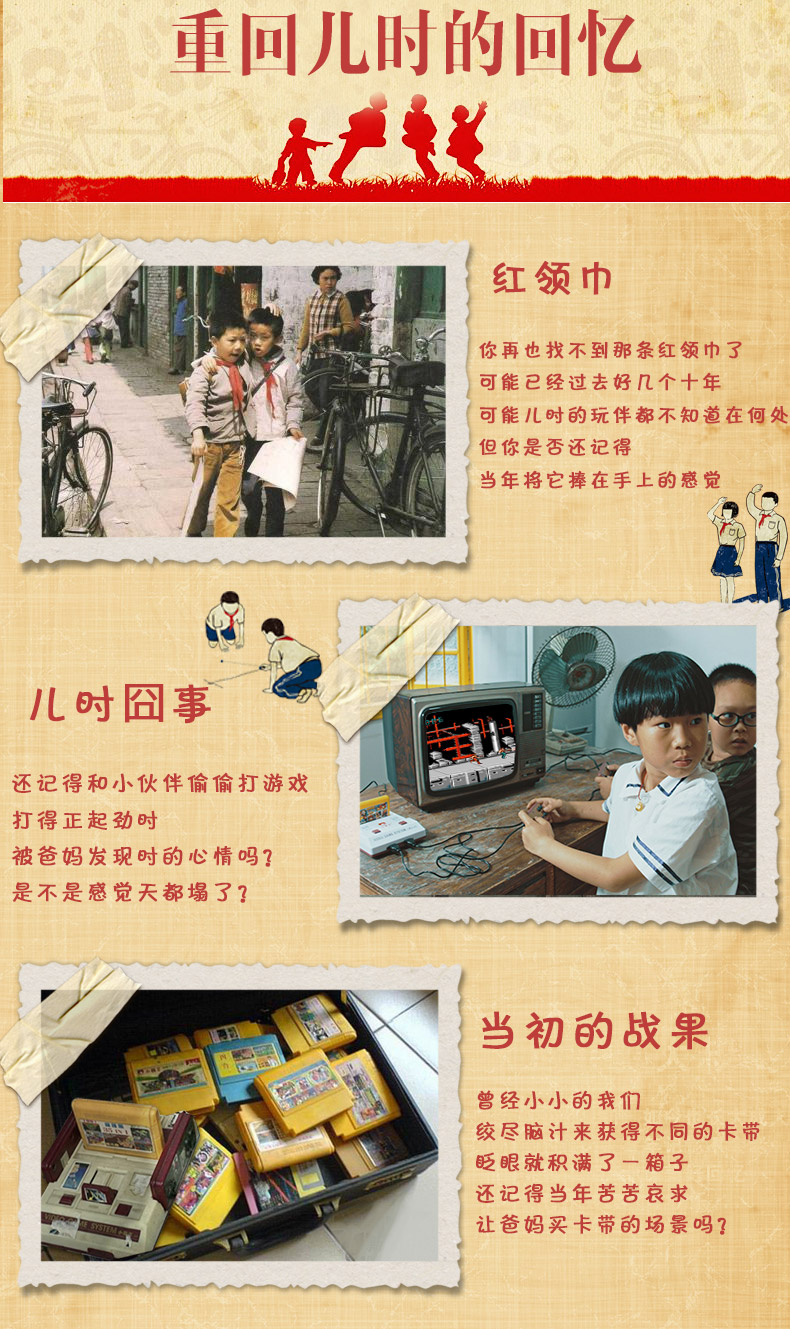 重回儿时的回忆
红领巾
你再也找不到那条红领巾了
可能已经过去好几个十年
可能儿时的玩伴都不知道在何处
但你是否还记得
当年将它捧在手上的感觉
儿时囧事
还记得和小伙伴偷偷打游戏
打得正起劲时
被爸妈发现时的心情吗?
是不是感觉天都塌了?
当初的战果
曾经小小的我们
绞尽脑计来获得不同的卡带
眨眼就积满了一箱子
还记得当年苦苦哀求
让爸妈买卡带的场景吗?